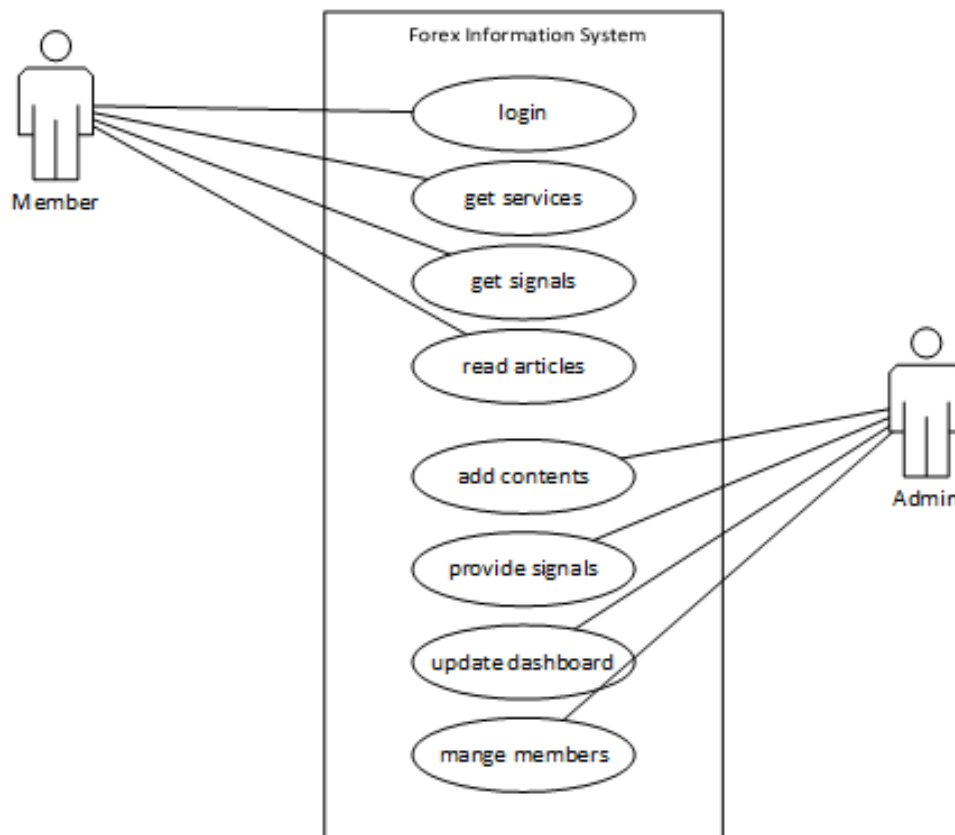 Forex Information System
login
get services
Member
get signals
read articles
add contents
Admin
provide signals
update dashboard
mange members